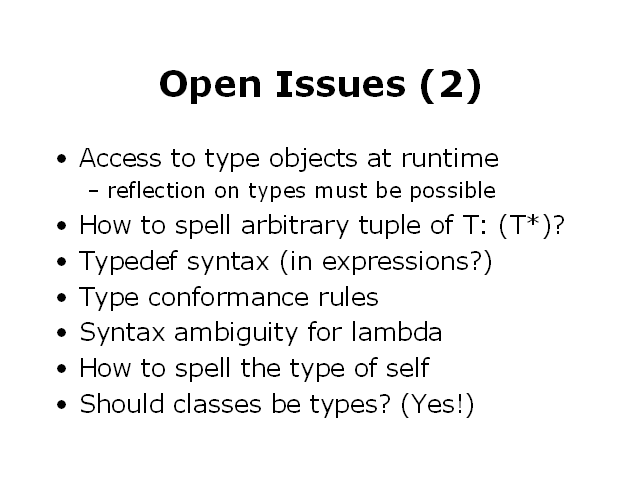 Open Issues (2)
• Access to type objects at runtime
– reflection on types must be possible
• How to spell arbitrary tuple of T: (T*)?
• Typedef syntax (in expressions?)
• Type conformance rules
• Syntax ambiguity for lambda
• How to spell the type of self
• Should classes be types? (Yes!)